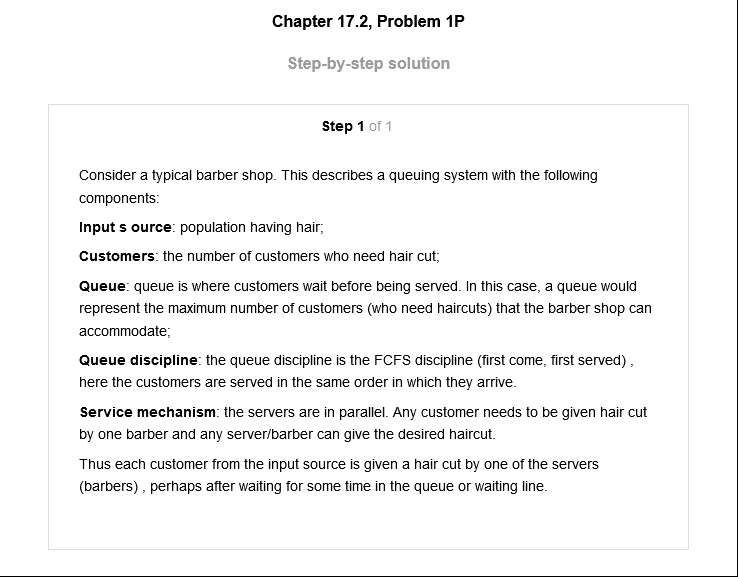 Chapter 17.2, Problem 1P
Step-by-step solution
Step 1 of 1
Consider a typical barber shop. This describes a queuing system with the following
components:
Input s ource: population having hair;
Customers: the number of customers who need hair cut;
Queue: queue is where customers wait before being served. In this case, a queue would
represent the maximum number of customers (who need haircuts) that the barber shop can
accommodate;
Queue discipline: the queue discipline is the FCFS discipline (first come, first served) ,
here the customers are served in the same order in which they arrive.
Service mechanism: the servers are in parallel. Any customer needs to be given hair cut
by one barber and any server/barber can give the desired haircut.
Thus each customer from the input source is given a hair cut by one of the servers
(barbers) , perhaps after waiting for some time in the queue or waiting line.